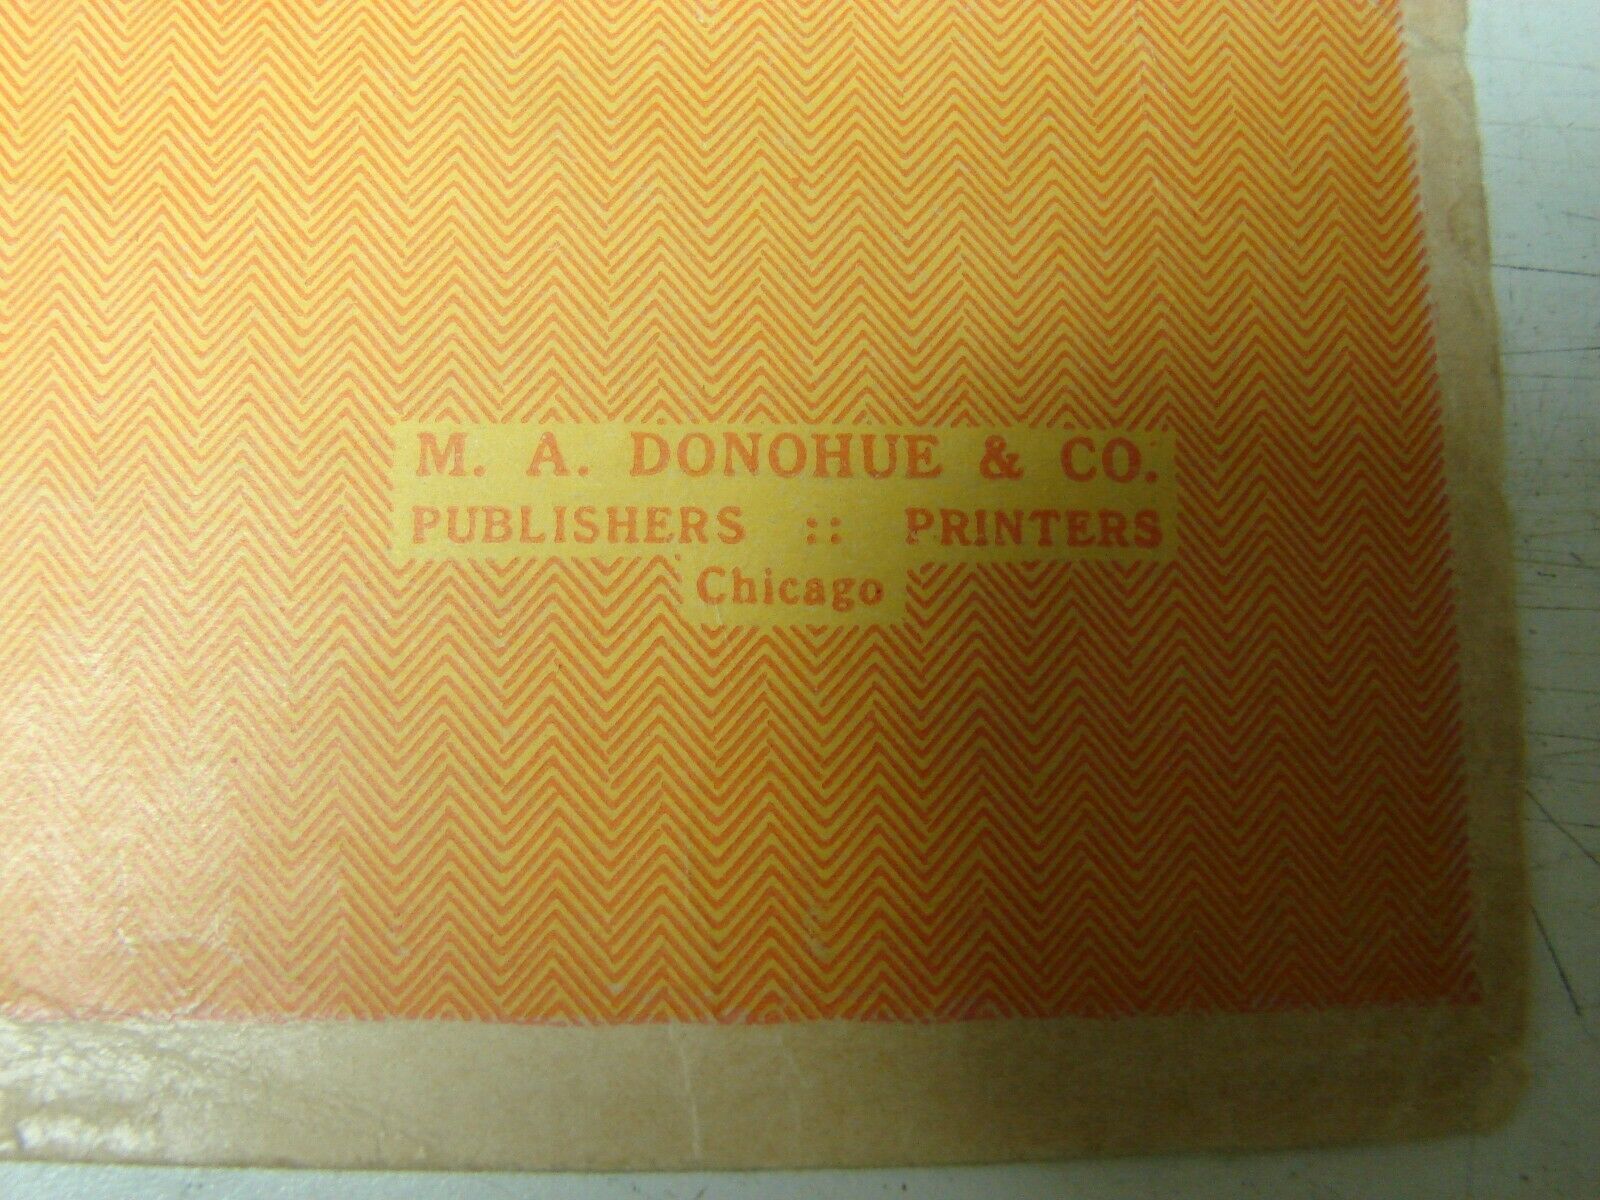 M. A. DONOHUE & CO.
PUBLISHERS :: PRINTERS
Chicago